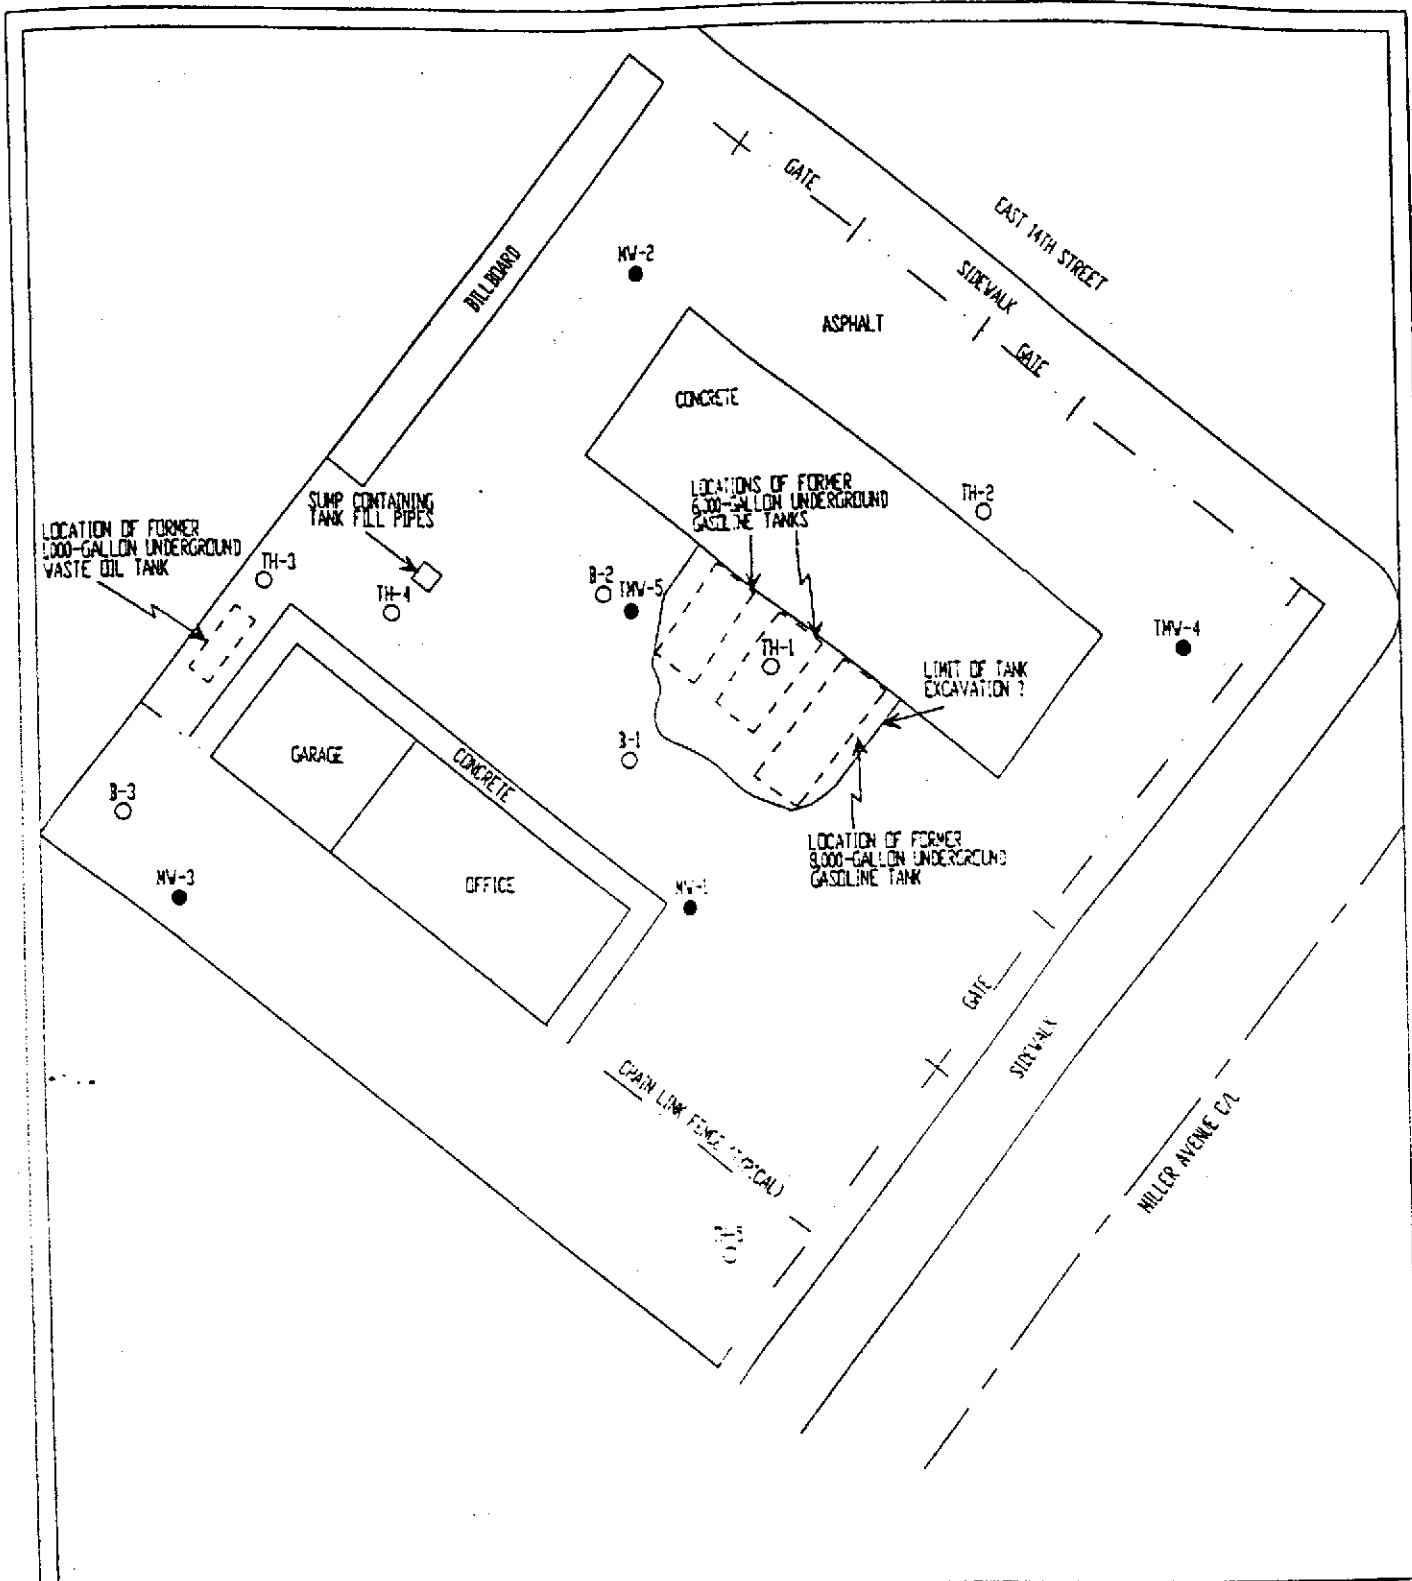 GATE
EAST 14TH STREET
SIDEWALK
BILLBOARD
MW-2
ASPHALT
GATE
CONCRETE
LOCATIONS OF FORMER
6,000-GALLON UNDERGROUND
GASOLINE TANKS
TH-2
SUMP CONTAINING
TANK FILL PIPES
LOCATION OF FORMER
1,000-GALLON UNDERGROUND
WASTE OIL TANK
TH-3
TH-4
B-2
TMW-5
TH-1
TMW-4
LIMIT OF TANK
EXCAVATION ?
B-1
GARAGE
CONCRETE
B-3
LOCATION OF FORMER
8,000-GALLON UNDERGROUND
GASOLINE TANK
MW-3
OFFICE
MW-1
GATE
SIDEWALK
CHAIN LINK FENCE (TYPICAL)
MILLER AVENUE C/L
TH-5